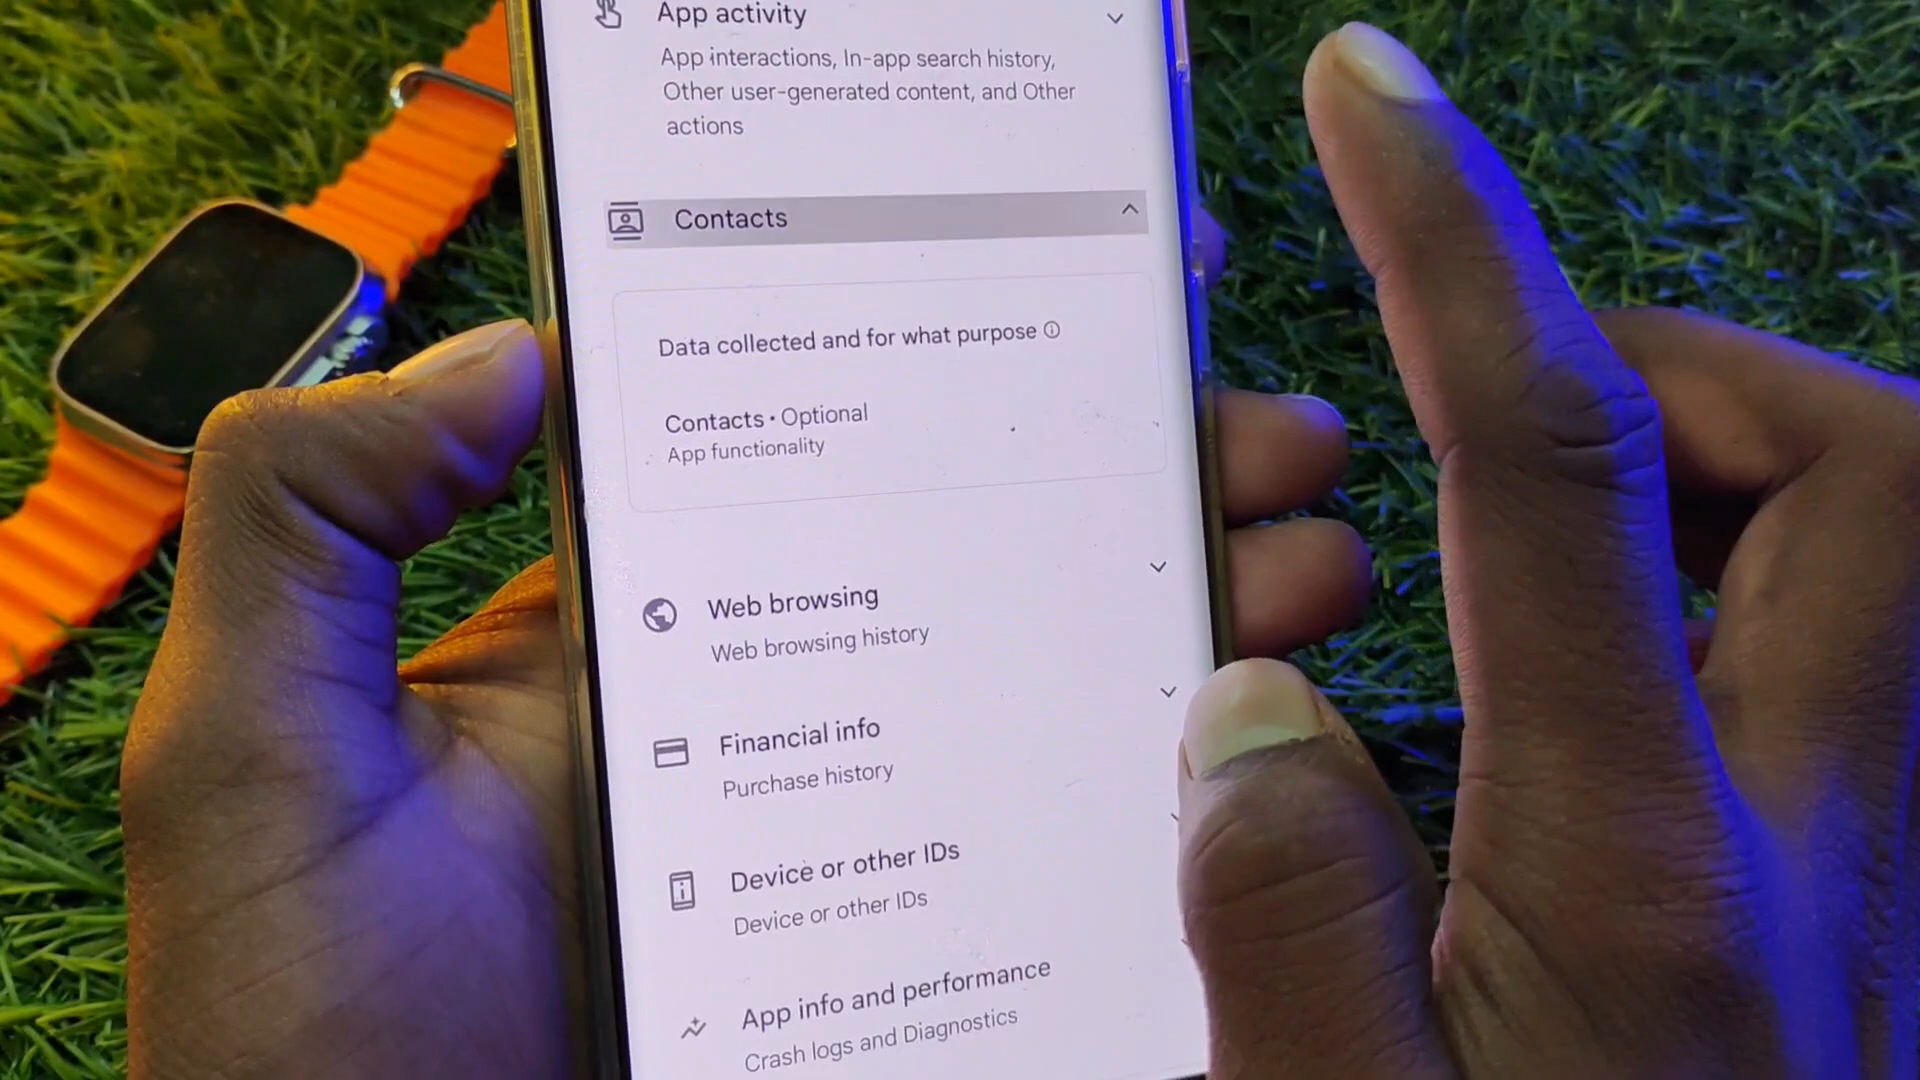 App activity
App interactions, In-app search history,
Other user-generated content, and Other
actions
Contacts
Data collected and for what purpose
Contacts • Optional
App functionality
Web browsing
Web browsing history
Financial info
Purchase history
Device or other IDs
Device or other IDs
App info and performance
Crash logs and Diagnostics